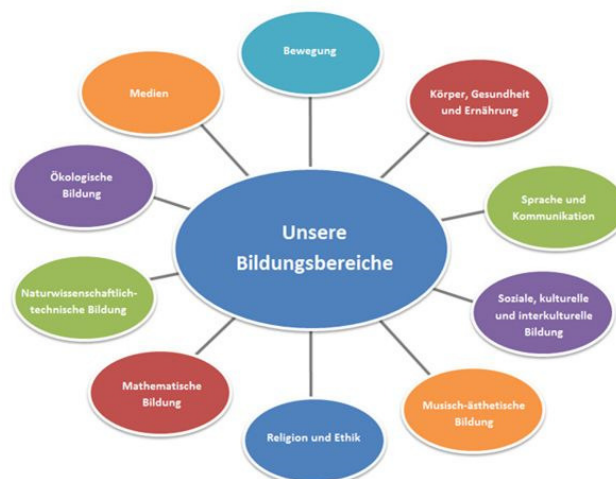 Unsere
Bildungsbereiche
Bewegung
Körper, Gesundheit
und Ernährung
Sprache und
Kommunikation
Soziale, kulturelle
und interkulturelle
Bildung
Musisch-ästhetische
Bildung
Religion und Ethik
Mathematische
Bildung
Naturwissenschaftlich-
technische Bildung
Ökologische
Bildung
Medien